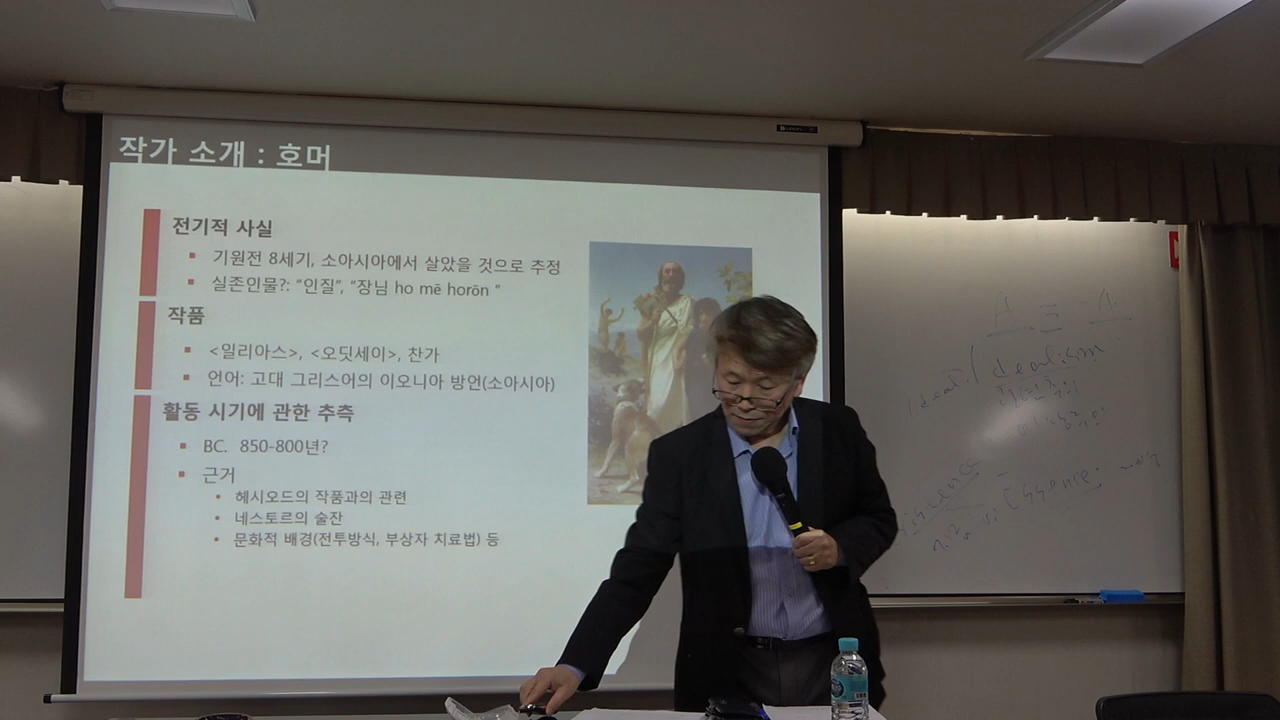 작가 소개 : 호머
전기적 사실
기원전 8세기, 소아시아에서 살았을 것으로 추정
실존인물?: “인질”, “장님 ho mē horōn ”
작품
<일리아스>, <오딧세이>, 찬가
언어: 고대 그리스어의 이오니아 방언(소아시아)
활동 시기에 관한 추측
BC. 850-800년?
근거
헤시오드의 작품과의 관련
네스토르의 술잔
문화적 배경(전투방식, 부상자 치료법) 등
A = A
idealism
Essence